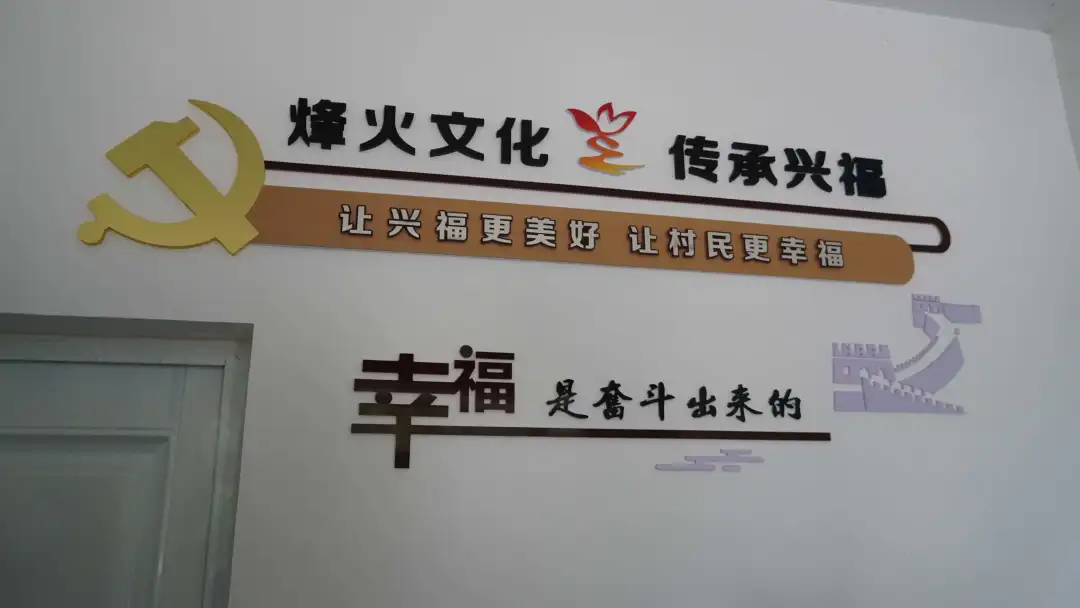 烽火文化 传承兴福
让兴福更美好 让村民更幸福
幸福是奋斗出来的